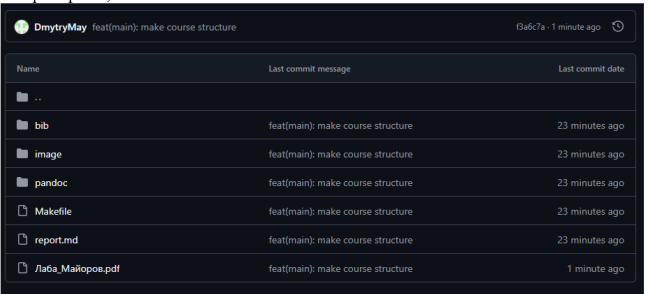 DmytryMay feat(main): make course structure f3a6c7a · 1 minute ago
Name Last commit message Last commit date
..
bib feat(main): make course structure 23 minutes ago
image feat(main): make course structure 23 minutes ago
pandoc feat(main): make course structure 23 minutes ago
Makefile feat(main): make course structure 23 minutes ago
report.md feat(main): make course structure 23 minutes ago
Лаба_Майоров.pdf feat(main): make course structure 1 minute ago